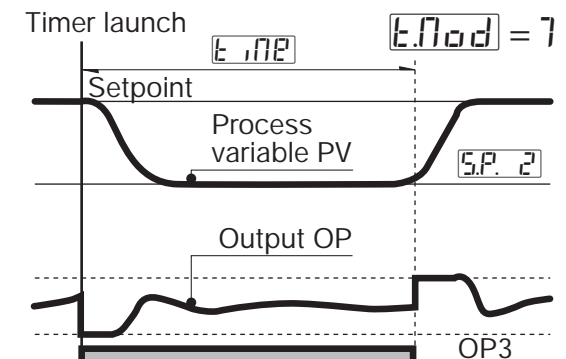 Timer launch
t.Mod = 7
time
Setpoint
Process
variable PV
S.P. 2
Output OP
OP3